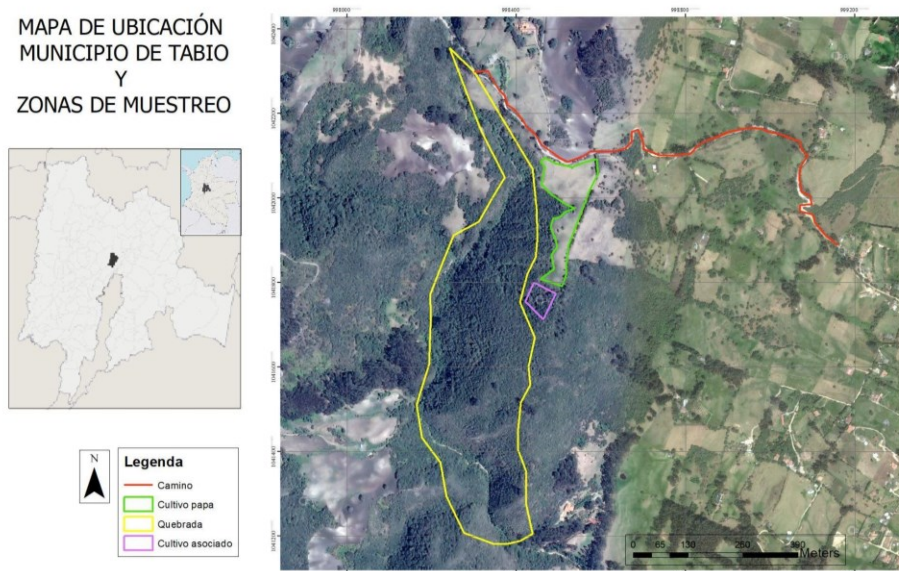 MAPA DE UBICACIÓN
MUNICIPIO DE TABIO
Y
ZONAS DE MUESTREO
N
Legenda
Camino
Cultivo papa
Quebrada
Cultivo asociado
0 65 130 260 390
Meters